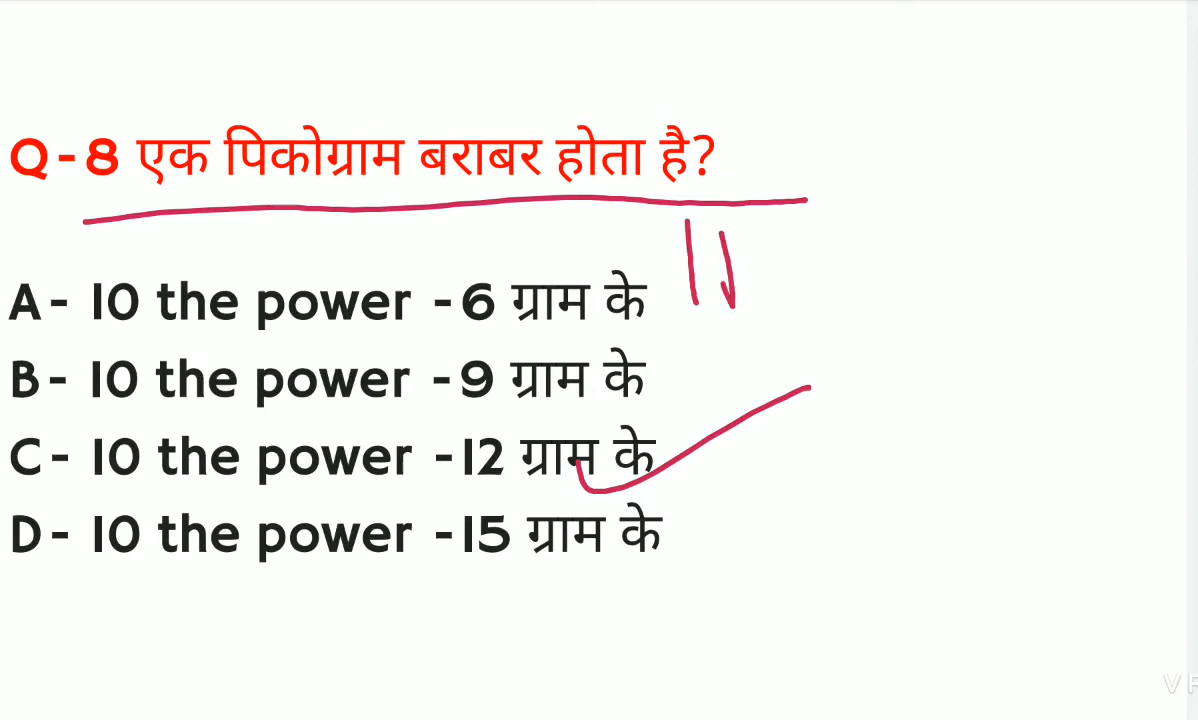 Q-8 एक पिकोग्राम बराबर होता है?
A- 10 the power -6 ग्राम के
B- 10 the power -9 ग्राम के
C- 10 the power -12 ग्राम के
D- 10 the power -15 ग्राम के